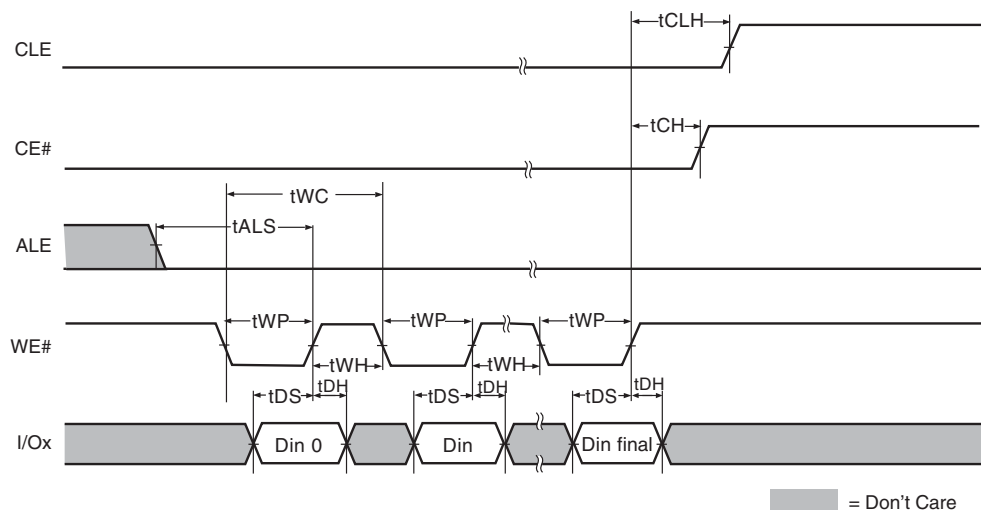 tCLH
CLE
tCH
CE#
tWC
tALS
ALE
tWP
tWP
tWP
WE#
tWH
tWH
tDS
tDH
tDS
tDH
tDS
tDH
I/Ox
Din 0
Din
Din final
= Don't Care